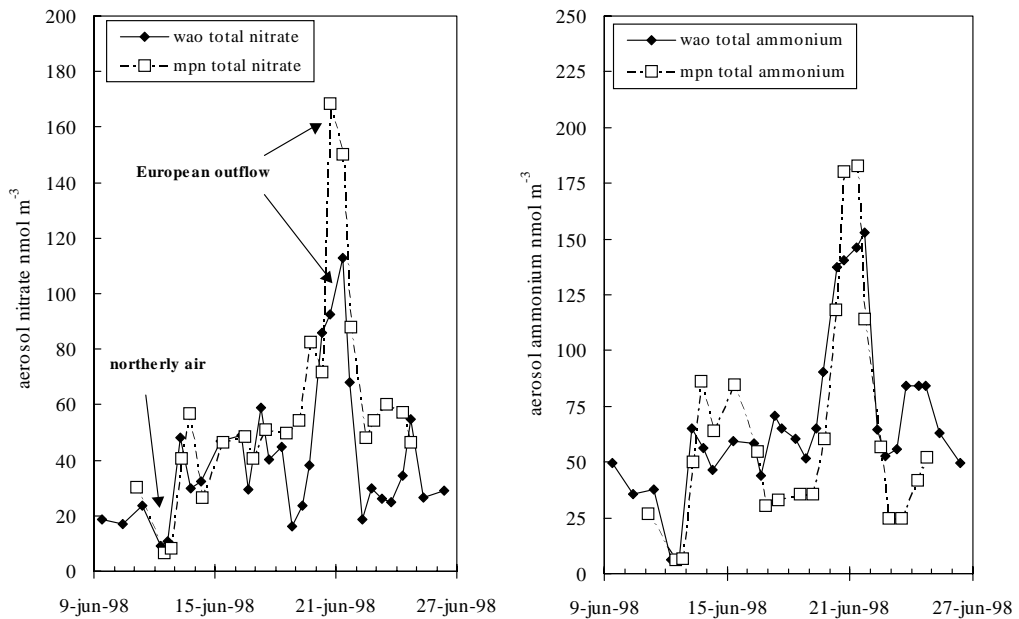 200
180
160
140
120
100
80
60
40
20
0
aerosol nitrate nmol m⁻³
wao total nitrate
mpn total nitrate
European outflow
northerly air
9-jun-98 15-jun-98 21-jun-98 27-jun-98
250
225
200
175
150
125
100
75
50
25
0
aerosol ammonium nmol m⁻³
wao total ammonium
mpn total ammonium
9-jun-98 15-jun-98 21-jun-98 27-jun-98